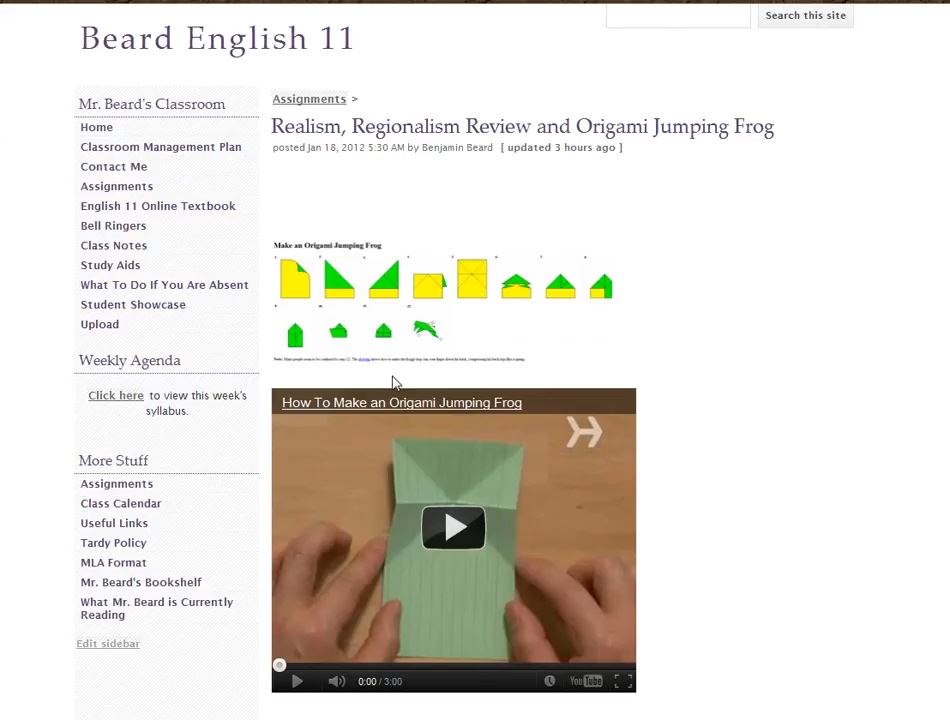 Search this site
Beard English 11
Mr. Beard's Classroom
Home
Classroom Management Plan
Contact Me
Assignments
English 11 Online Textbook
Bell Ringers
Class Notes
Study Aids
What To Do If You Are Absent
Student Showcase
Upload
Weekly Agenda
Click here to view this week's
syllabus.
More Stuff
Assignments
Class Calendar
Useful Links
Tardy Policy
MLA Format
Mr. Beard's Bookshelf
What Mr. Beard is Currently
Reading
Edit sidebar
Assignments >
Realism, Regionalism Review and Origami Jumping Frog
posted Jan 18, 2012 5:30 AM by Benjamin Beard [ updated 3 hours ago ]
Make an Origami Jumping Frog
How To Make an Origami Jumping Frog
0:00 / 3:00
YouTube